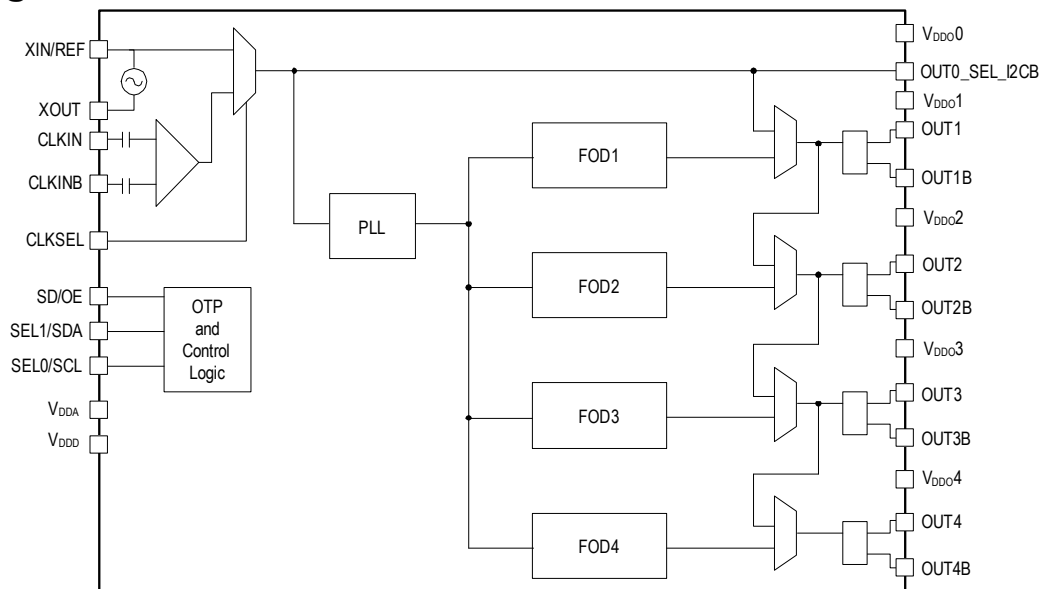 XIN/REF
XOUT
CLKIN
CLKINB
CLKSEL
SD/OE
SEL1/SDA
SEL0/SCL
VDDA
VDDD
OTP
and
Control
Logic
PLL
FOD1
FOD2
FOD3
FOD4
VDDO0
OUT0_SEL_I2CB
VDDO1
OUT1
OUT1B
VDDO2
OUT2
OUT2B
VDDO3
OUT3
OUT3B
VDDO4
OUT4
OUT4B